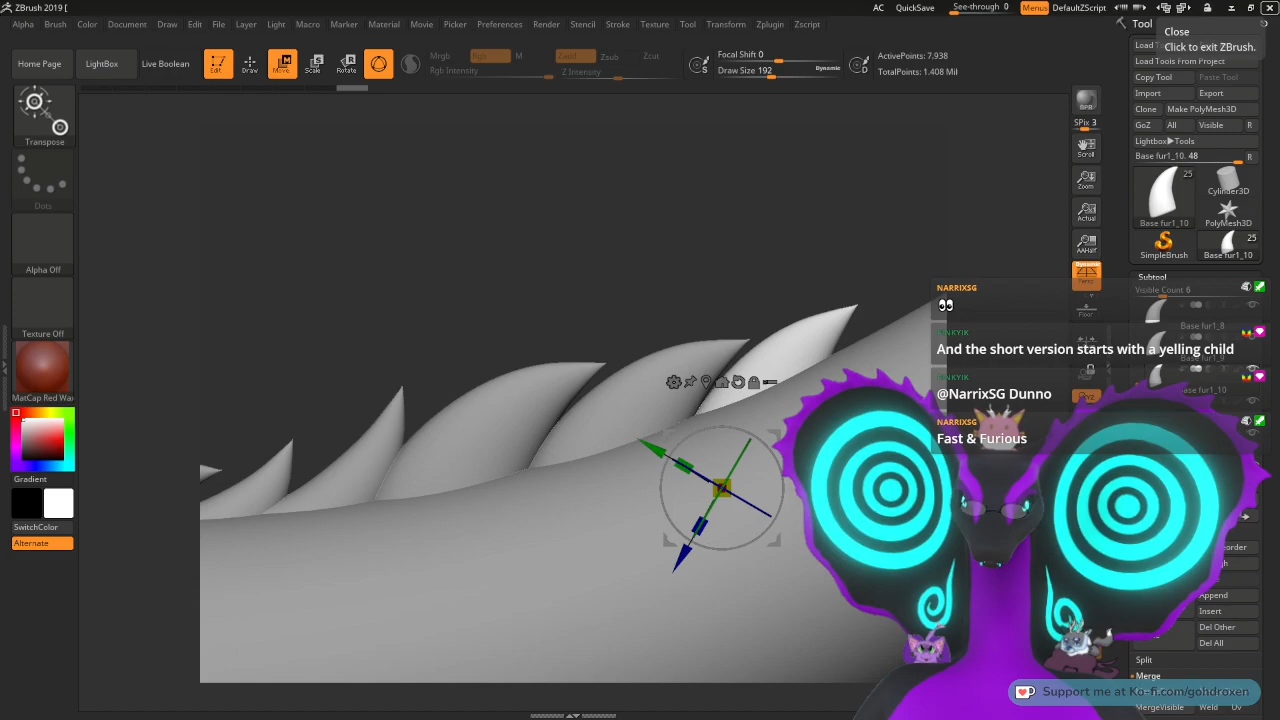 ZBrush 2019 [
AC
QuickSave
See-through 0
Menus
DefaultZScript
Alpha
Brush
Color
Document
Draw
Edit
File
Layer
Light
Macro
Marker
Material
Movie
Picker
Preferences
Render
Stencil
Stroke
Texture
Tool
Transform
Zplugin
Zscript
Tool
Close
Click to exit ZBrush.
Home Page
LightBox
Live Boolean
Edit
Draw
Move
Scale
Rotate
Mrgb
Rgb
M
Rgb Intensity
Zadd
Zsub
Zcut
Z Intensity
Focal Shift 0
Draw Size 192
Dynamic
ActivePoints: 7,938
TotalPoints: 1.408 Mil
S
D
Load Tools From Project
Copy Tool
Paste Tool
Import
Export
Clone
Make PolyMesh3D
GoZ
All
Visible
R
Lightbox▶Tools
Base fur1_10. 48
R
25
Cylinder3D
Base fur1_10
PolyMesh3D
SimpleBrush
25
Base fur1_10
Subtool
Visible Count 6
Base fur1_8
Base fur1_9
Base fur1_10
BPR
SPix 3
Scroll
Zoom
Actual
AAHalf
Dynamic
Persp
Floor
Transpose
Dots
Alpha Off
Texture Off
MatCap Red Wax
Gradient
SwitchColor
Alternate
NARRIXSG
And the short version starts with a yelling child
@NarrixSG Dunno
NARRIXSG
Fast & Furious
Append
Insert
Del Other
Del All
Split
Merge
MergeVisible
Weld
Uv
Support me at Ko-fi.com/gohdroxen